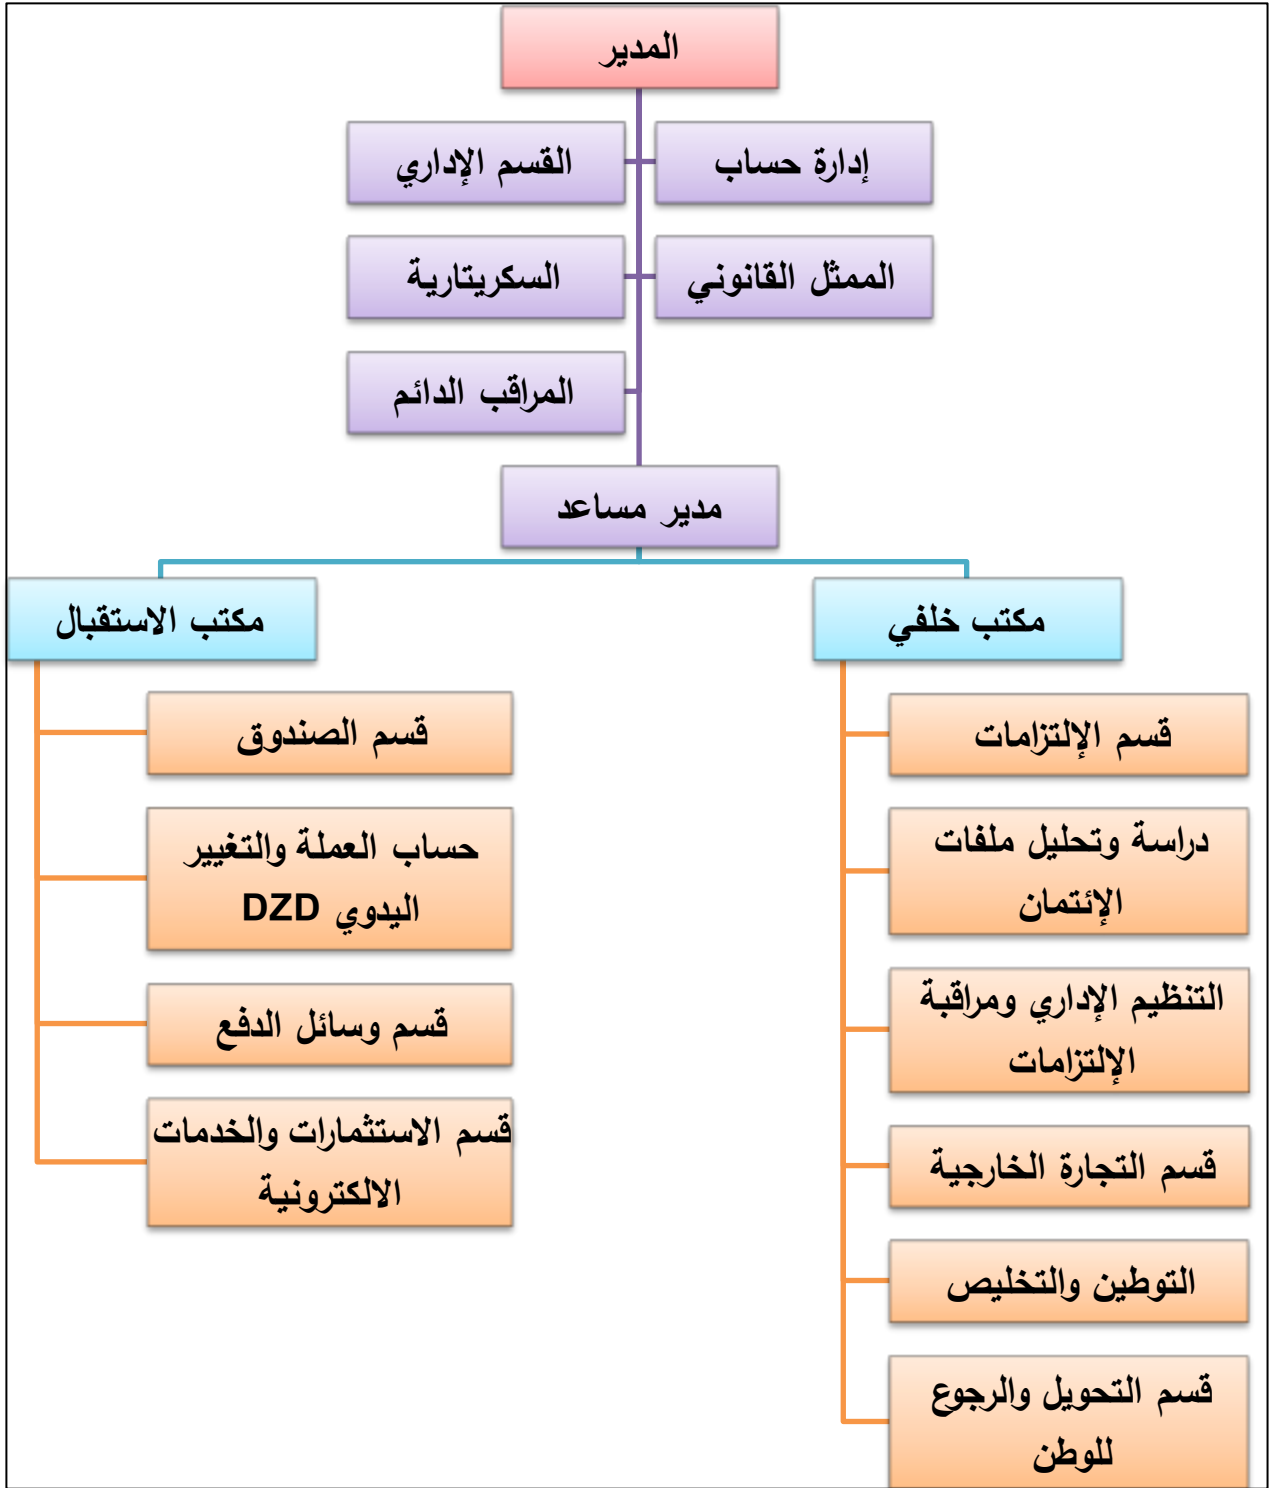 المدير
إدارة حساب
القسم الإداري
الممثل القانوني
السكريتارية
المراقب الدائم
مدير مساعد
مكتب خلفي
قسم الإلتزامات
دراسة وتحليل ملفات
الإئتمان
التنظيم الإداري ومراقبة
الإلتزامات
قسم التجارة الخارجية
التوطين والتخليص
قسم التحويل والرجوع
للوطن
مكتب الاستقبال
قسم الصندوق
حساب العملة والتغيير
اليدوي DZD
قسم وسائل الدفع
قسم الاستثمارات والخدمات
الالكترونية